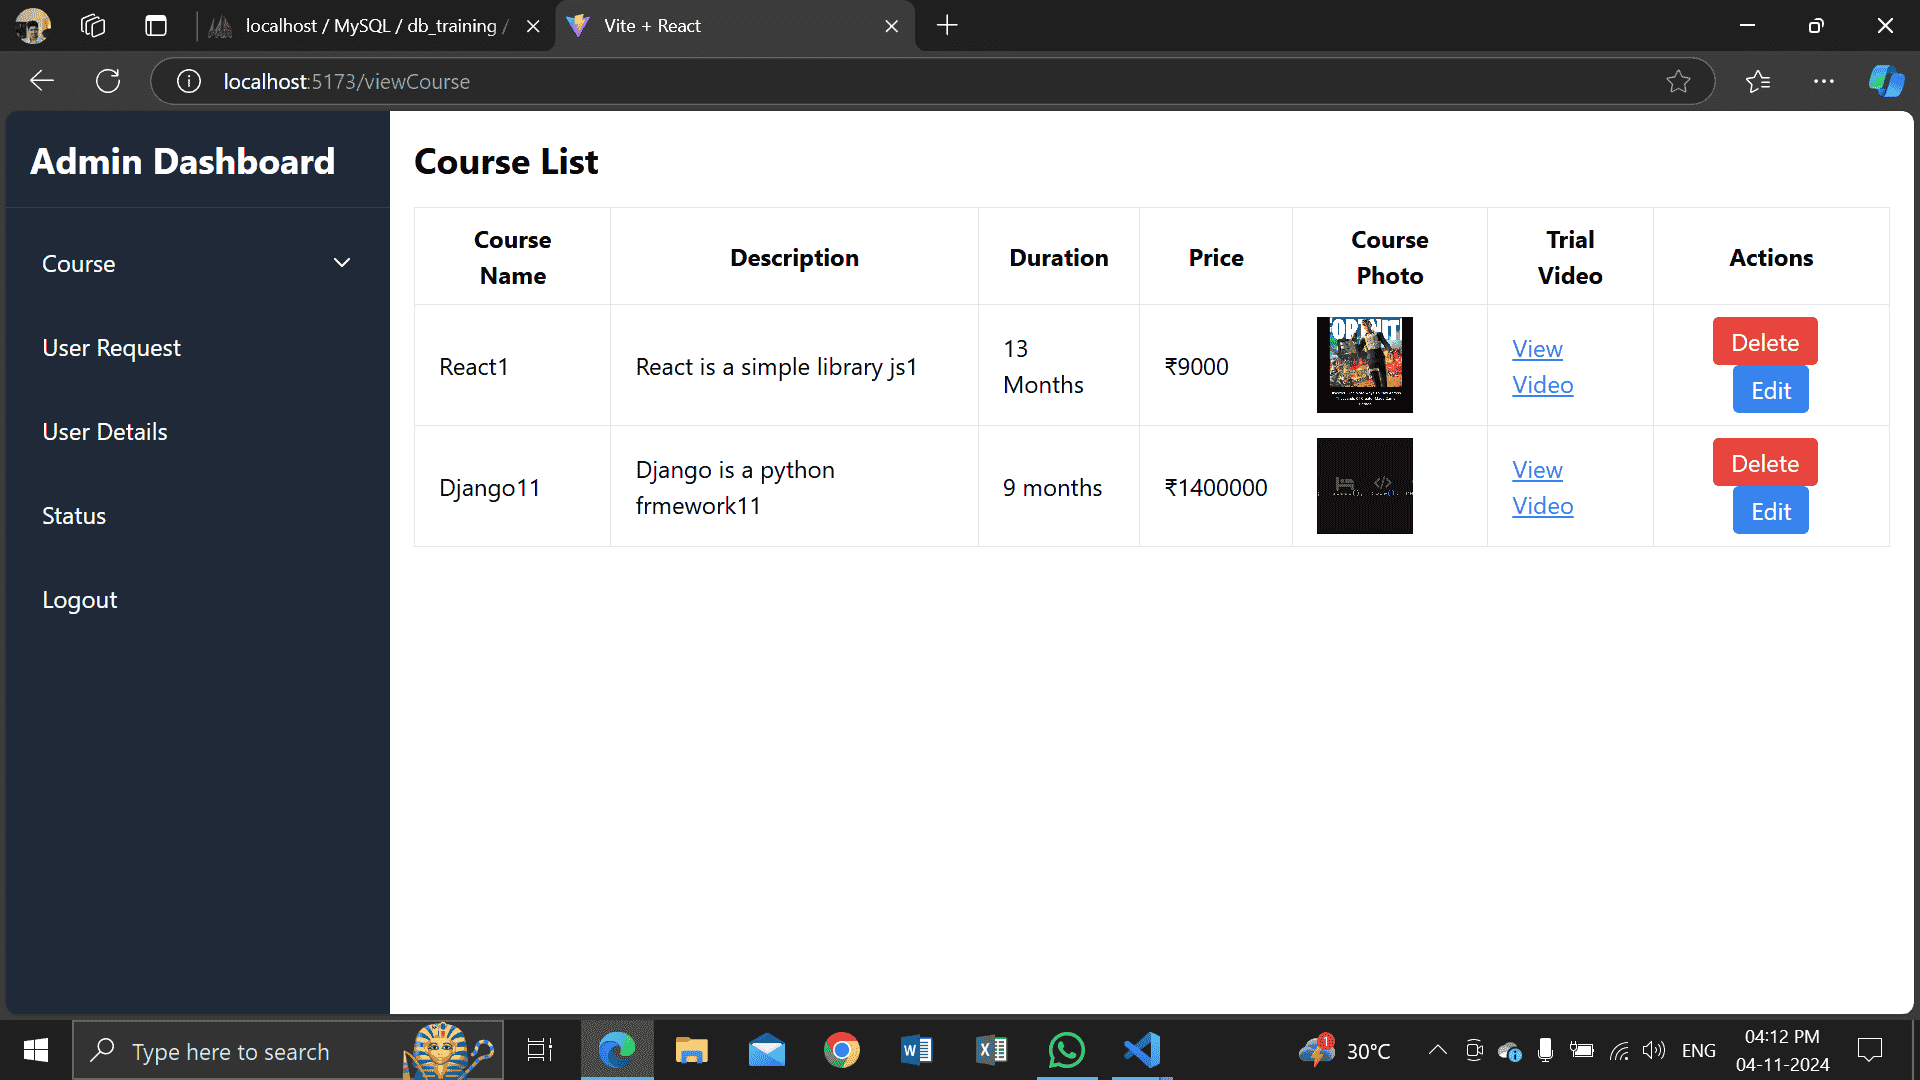 localhost / MySQL / db_training /
Vite + React
localhost:5173/viewCourse
Admin Dashboard
Course
User Request
User Details
Status
Logout
Course List
Course Name
Description
Duration
Price
Course Photo
Trial Video
Actions
React1
React is a simple library js1
13
Months
₹9000
View
Video
Delete
Edit
Django11
Django is a python
frmework11
9 months
₹1400000
View
Video
Delete
Edit
Type here to search
1
30°C
ENG
04:12 PM
04-11-2024